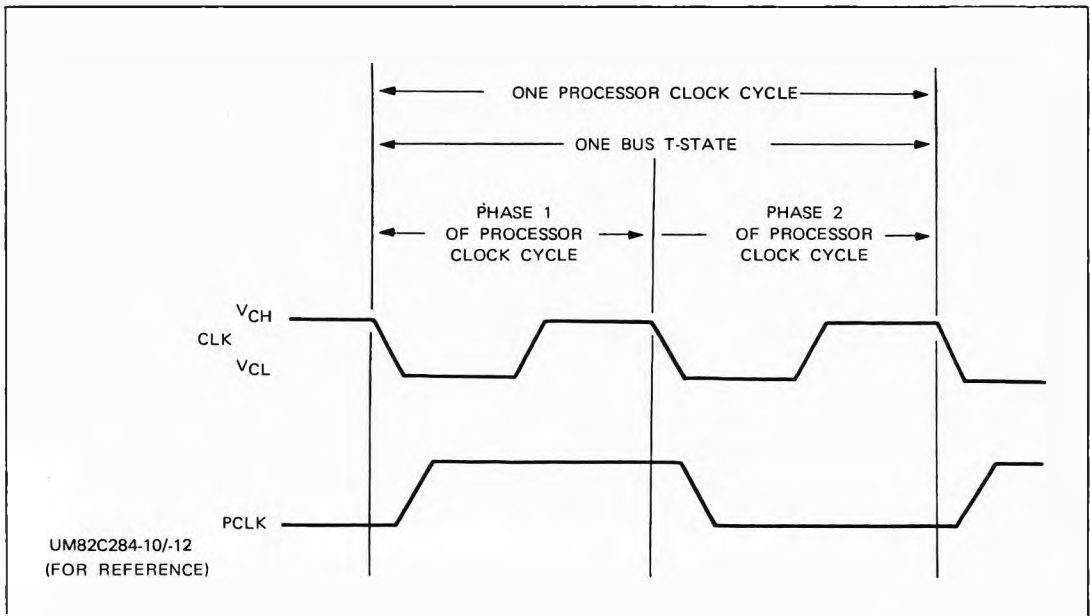 ONE PROCESSOR CLOCK CYCLE
ONE BUS T-STATE
PHASE 1
OF PROCESSOR
CLOCK CYCLE
PHASE 2
OF PROCESSOR
CLOCK CYCLE
VCH
CLK
VCL
PCLK
UM82C284-10/-12
(FOR REFERENCE)